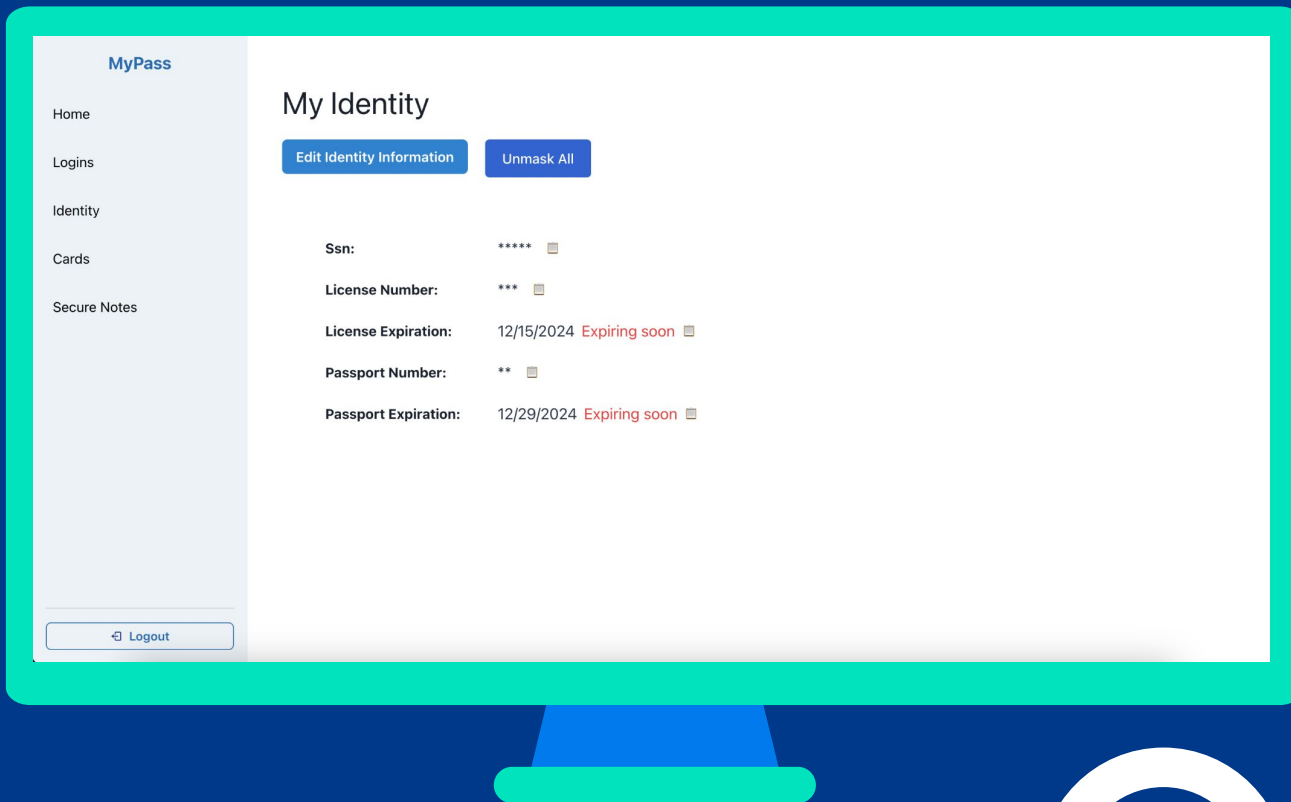 MyPass
Home
Logins
Identity
Cards
Secure Notes
Logout
My Identity
Edit Identity Information
Unmask All
Ssn: *****
License Number: ***
License Expiration: 12/15/2024 Expiring soon
Passport Number: **
Passport Expiration: 12/29/2024 Expiring soon